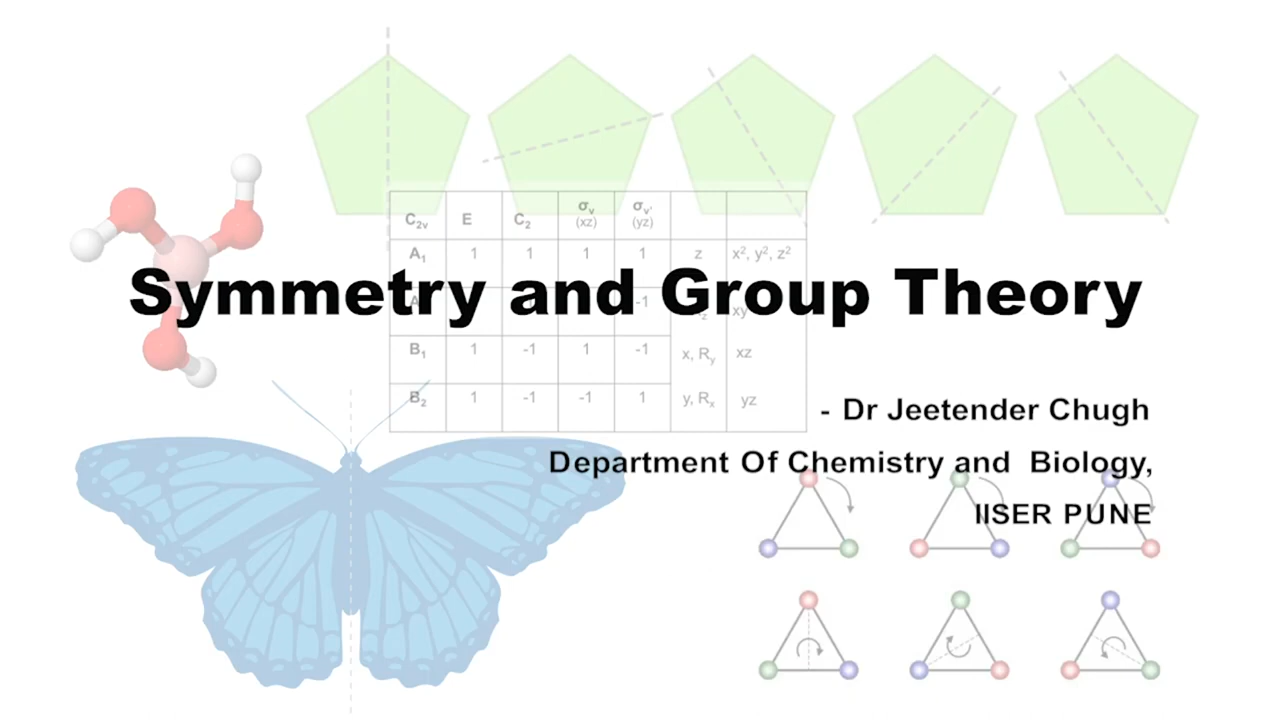 C2v E C2 σv (xz) σv' (yz)
A1 1 1 1 1 z x², y², z²
Symmetry and Group Theory
A -1 z xy
B1 1 -1 1 -1 x, Ry xz
B2 1 -1 -1 1 y, Rx yz
- Dr Jeetender Chugh
Department Of Chemistry and Biology,
IISER PUNE